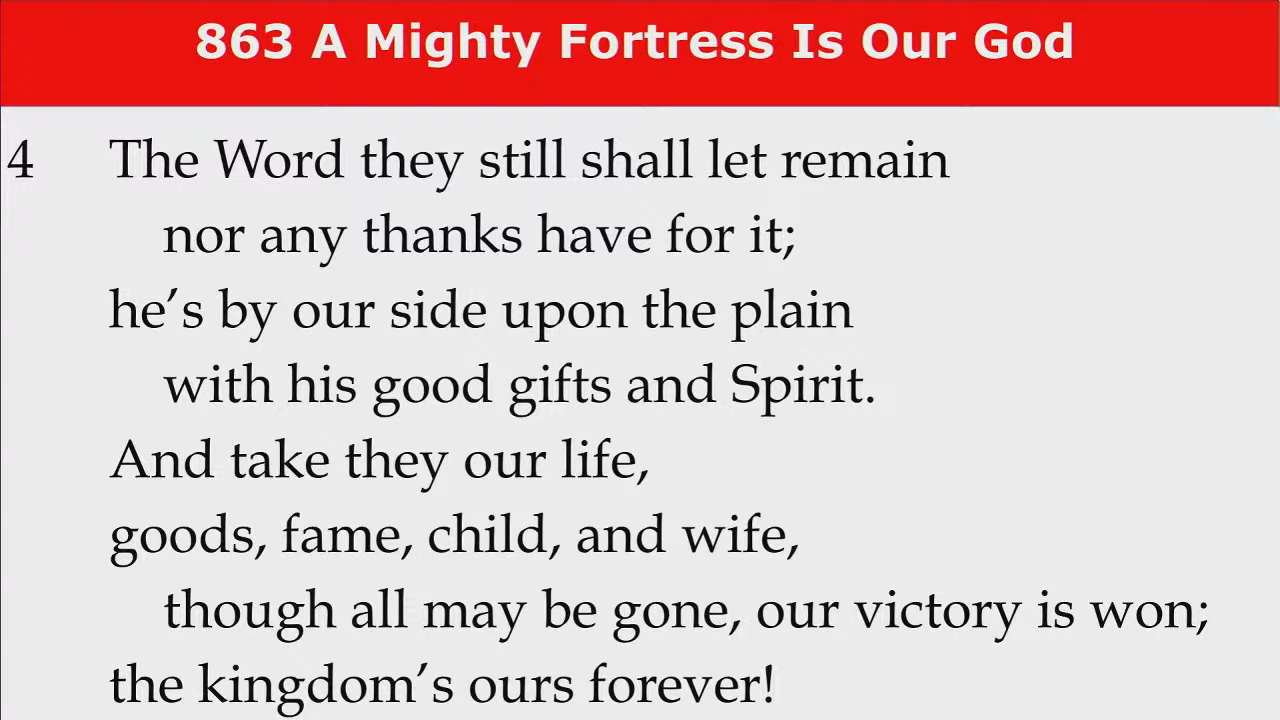 863 A Mighty Fortress Is Our God
4 The Word they still shall let remain
nor any thanks have for it;
he’s by our side upon the plain
with his good gifts and Spirit.
And take they our life,
goods, fame, child, and wife,
though all may be gone, our victory is won;
the kingdom’s ours forever!